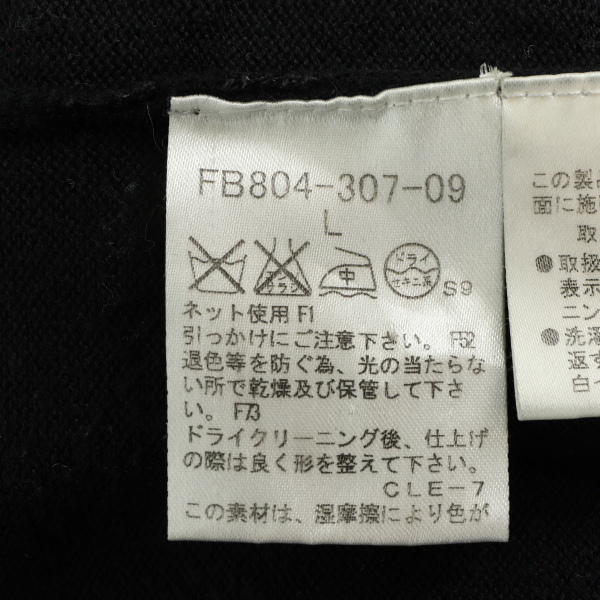 FB804-307-09
L
中
ドライ
セキユ系
S9
ネット使用 F1
引っかけにご注意下さい。 F52
退色等を防ぐ為、光の当たらな
い所で乾燥及び保管して下さ
い。 F73
ドライクリーニング後、仕上げ
の際は良く形を整えて下さい。
CLE-7
この素材は、湿摩擦により色が
この製品
面に施
取
●取扱
表示
ニン
●洗濯
返す
白